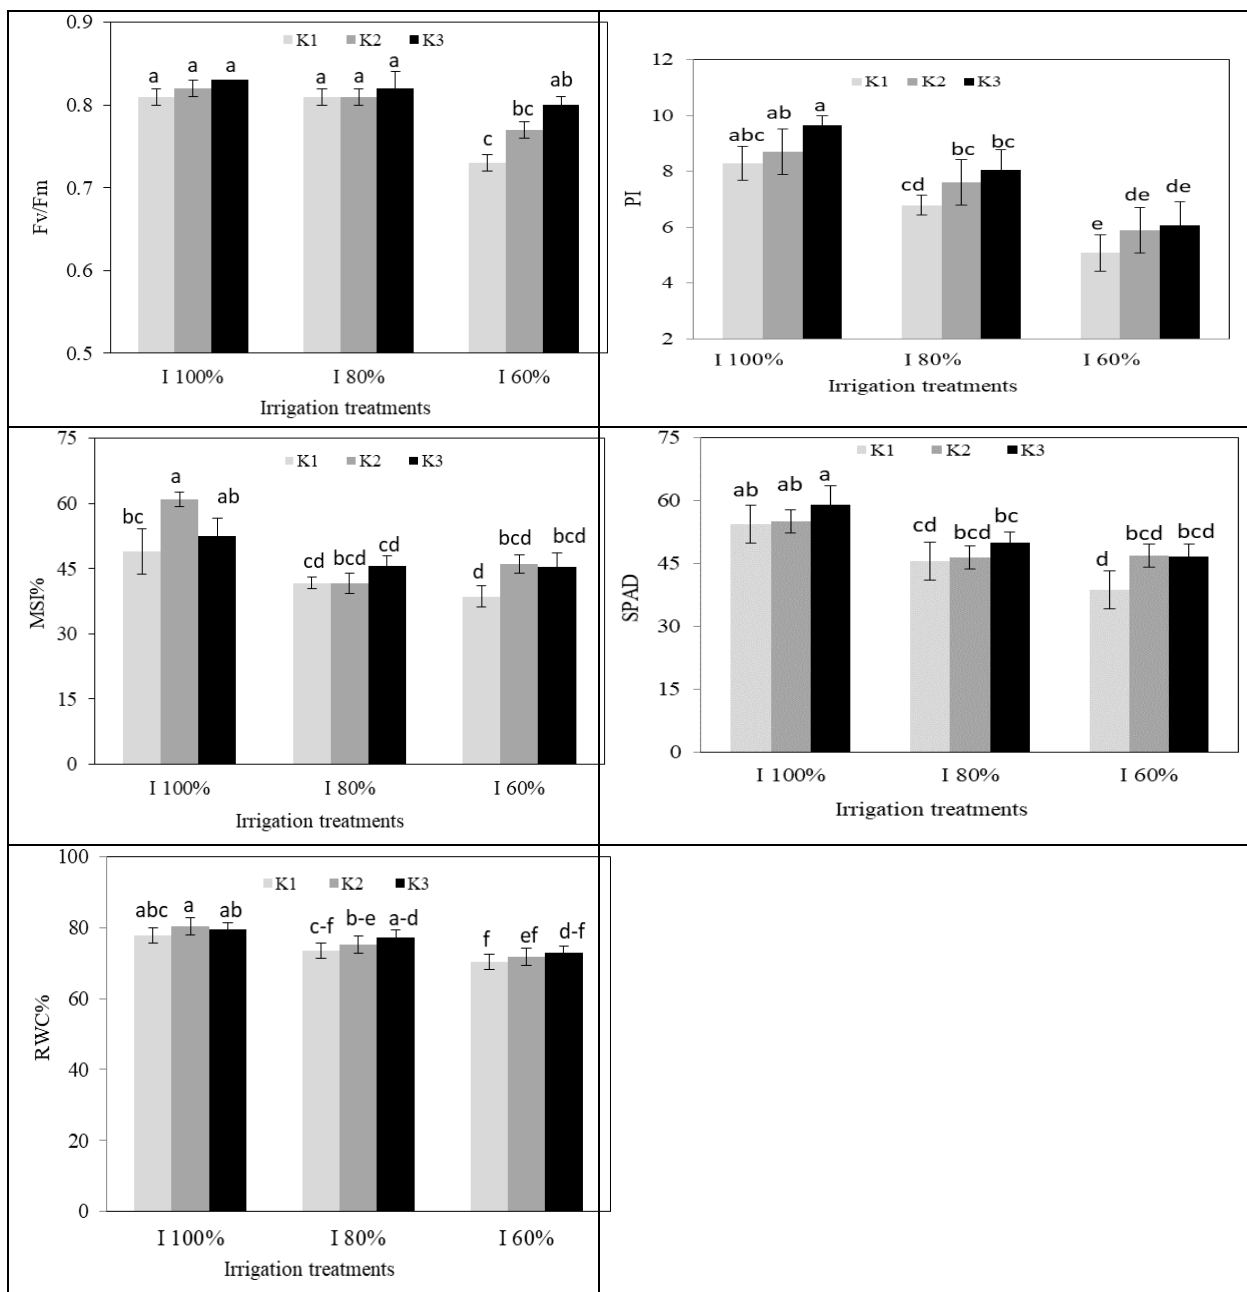 0.9
K1 K2 K3
a a a a a a ab bc c
0.8
0.7
0.6
0.5
Fv/Fm
I 100% I 80% I 60%
Irrigation treatments
12
K1 K2 K3
abc ab a cd bc bc e de de
10
8
6
4
2
PI
I 100% I 80% I 60%
Irrigation treatments
75
K1 K2 K3
bc a ab cd bcd cd d bcd bcd
60
45
30
15
0
MSI%
I 100% I 80% I 60%
Irrigation treatments
75
K1 K2 K3
ab ab a cd bcd bc d bcd bcd
60
45
30
15
0
SPAD
I 100% I 80% I 60%
Irrigation treatments
100
K1 K2 K3
abc a ab c-f b-e a-d f ef d-f
80
60
40
20
0
RWC%
I 100% I 80% I 60%
Irrigation treatments